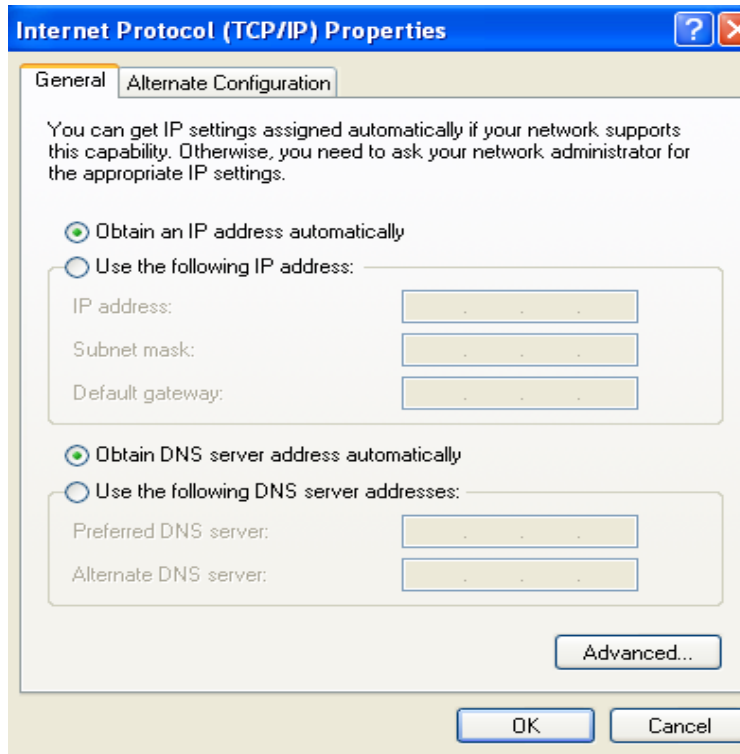 Internet Protocol (TCP/IP) Properties
General
Alternate Configuration
You can get IP settings assigned automatically if your network supports
this capability. Otherwise, you need to ask your network administrator for
the appropriate IP settings.
Obtain an IP address automatically
Use the following IP address:
IP address:
Subnet mask:
Default gateway:
Obtain DNS server address automatically
Use the following DNS server addresses:
Preferred DNS server:
Alternate DNS server:
Advanced...
OK
Cancel